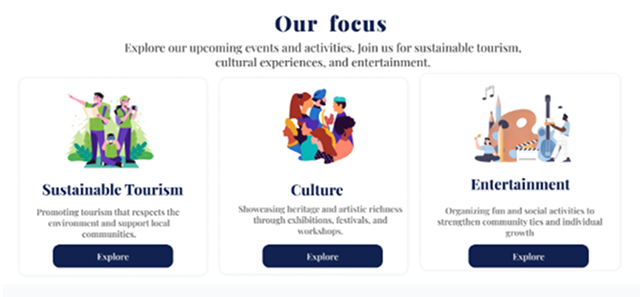 Our focus
Explore our upcoming events and activities. Join us for sustainable tourism,
cultural experiences, and entertainment.
Sustainable Tourism
Promoting tourism that respects the
environment and support local
communities.
Explore
Culture
Showcasing heritage and artistic richness
through exhibitions, festivals, and
workshops.
Explore
Entertainment
Organizing fun and social activities to
strengthen community ties and individual
growth
Explore